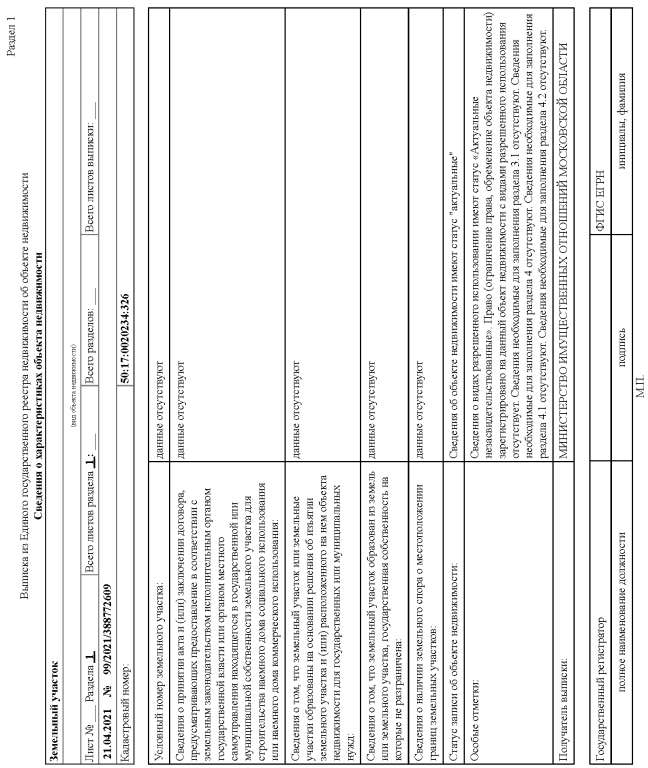 Раздел 1
Выписка из Единого государственного реестра недвижимости об объекте недвижимости
Сведения о характеристиках объекта недвижимости
Земельный участок
(вид объекта недвижимости)
Лист № ___ Раздела 1 Всего листов раздела 1: ___ Всего разделов: ___ Всего листов выписки: ___
21.04.2021 № 99/2021/388772609
Кадастровый номер: 50:17:0020234:326
Условный номер земельного участка: данные отсутствуют
Сведения о принятии акта и (или) заключении договора, данные отсутствуют
предусматривающих предоставление в соответствии с
земельным законодательством исполнительным органом
государственной власти или органом местного
самоуправления находящегося в государственной или
муниципальной собственности земельного участка для
строительства наемного дома социального использования
или наемного дома коммерческого использования:
Сведения о том, что земельный участок или земельные данные отсутствуют
участки образованы на основании решения об изъятии
земельного участка и (или) расположенного на нем объекта
недвижимости для государственных или муниципальных
нужд:
Сведения о том, что земельный участок образован из земель данные отсутствуют
или земельного участка, государственная собственность на
которые не разграничена:
Сведения о наличии земельного спора о местоположении данные отсутствуют
границ земельных участков:
Статус записи об объекте недвижимости: Сведения об объекте недвижимости имеют статус "актуальные"
Особые отметки: Сведения о видах разрешенного использовании имеют статус «Актуальные
незасвидетельствованные». Право (ограничение права, обременение объекта недвижимости)
зарегистрировано на данный объект недвижимости с видами разрешенного использования
отсутствует. Сведения необходимые для заполнения раздела 3.1 отсутствуют. Сведения
необходимые для заполнения раздела 4 отсутствуют. Сведения необходимые для заполнения
раздела 4.1 отсутствуют. Сведения необходимые для заполнения раздела 4.2 отсутствуют.
Получатель выписки: МИНИСТЕРСТВО ИМУЩЕСТВЕННЫХ ОТНОШЕНИЙ МОСКОВСКОЙ ОБЛАСТИ
Государственный регистратор ФГИС ЕГРН
полное наименование должности подпись инициалы, фамилия
М.П.